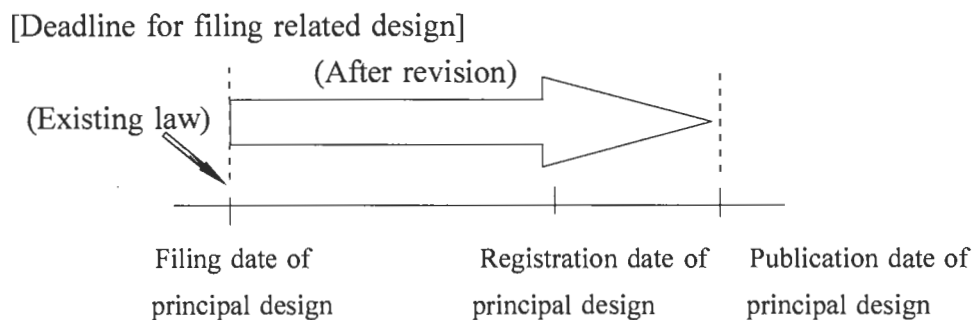 [Deadline for filing related design]
(After revision)
(Existing law)
Filing date of
principal design
Registration date of
principal design
Publication date of
principal design